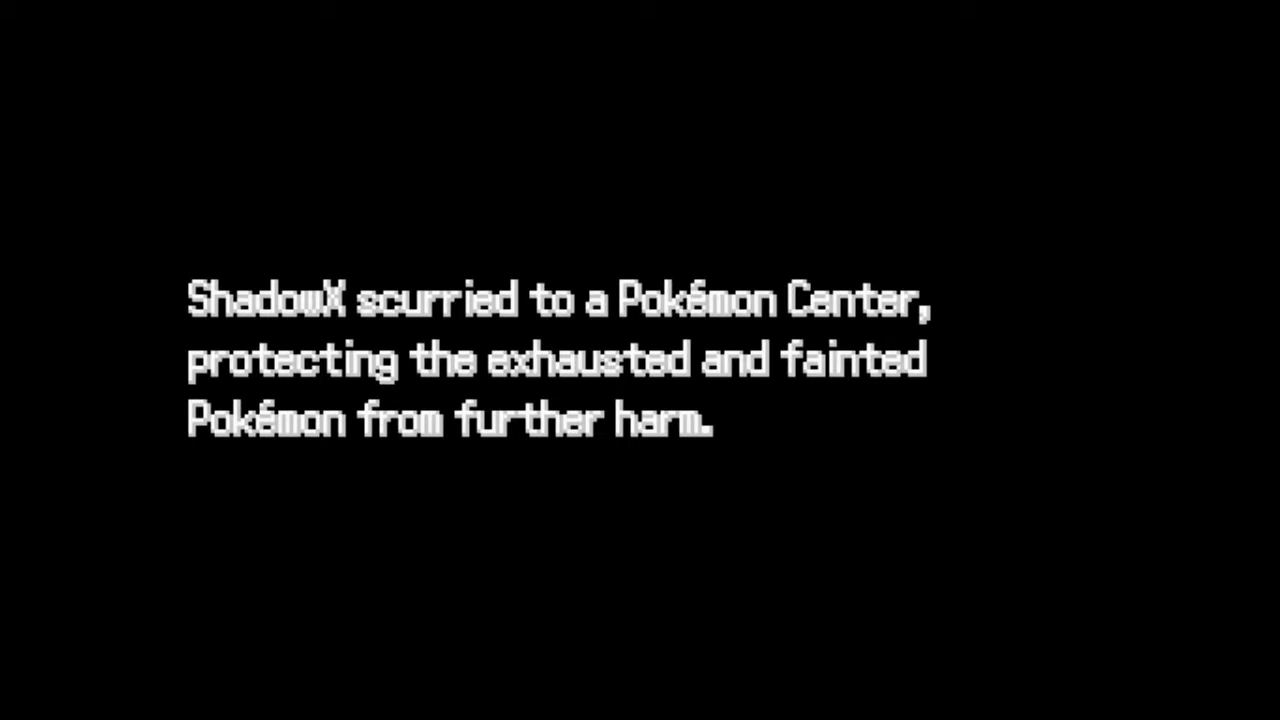 ShadowX scurried to a Pokémon Center,
protecting the exhausted and fainted
Pokémon from further harm.